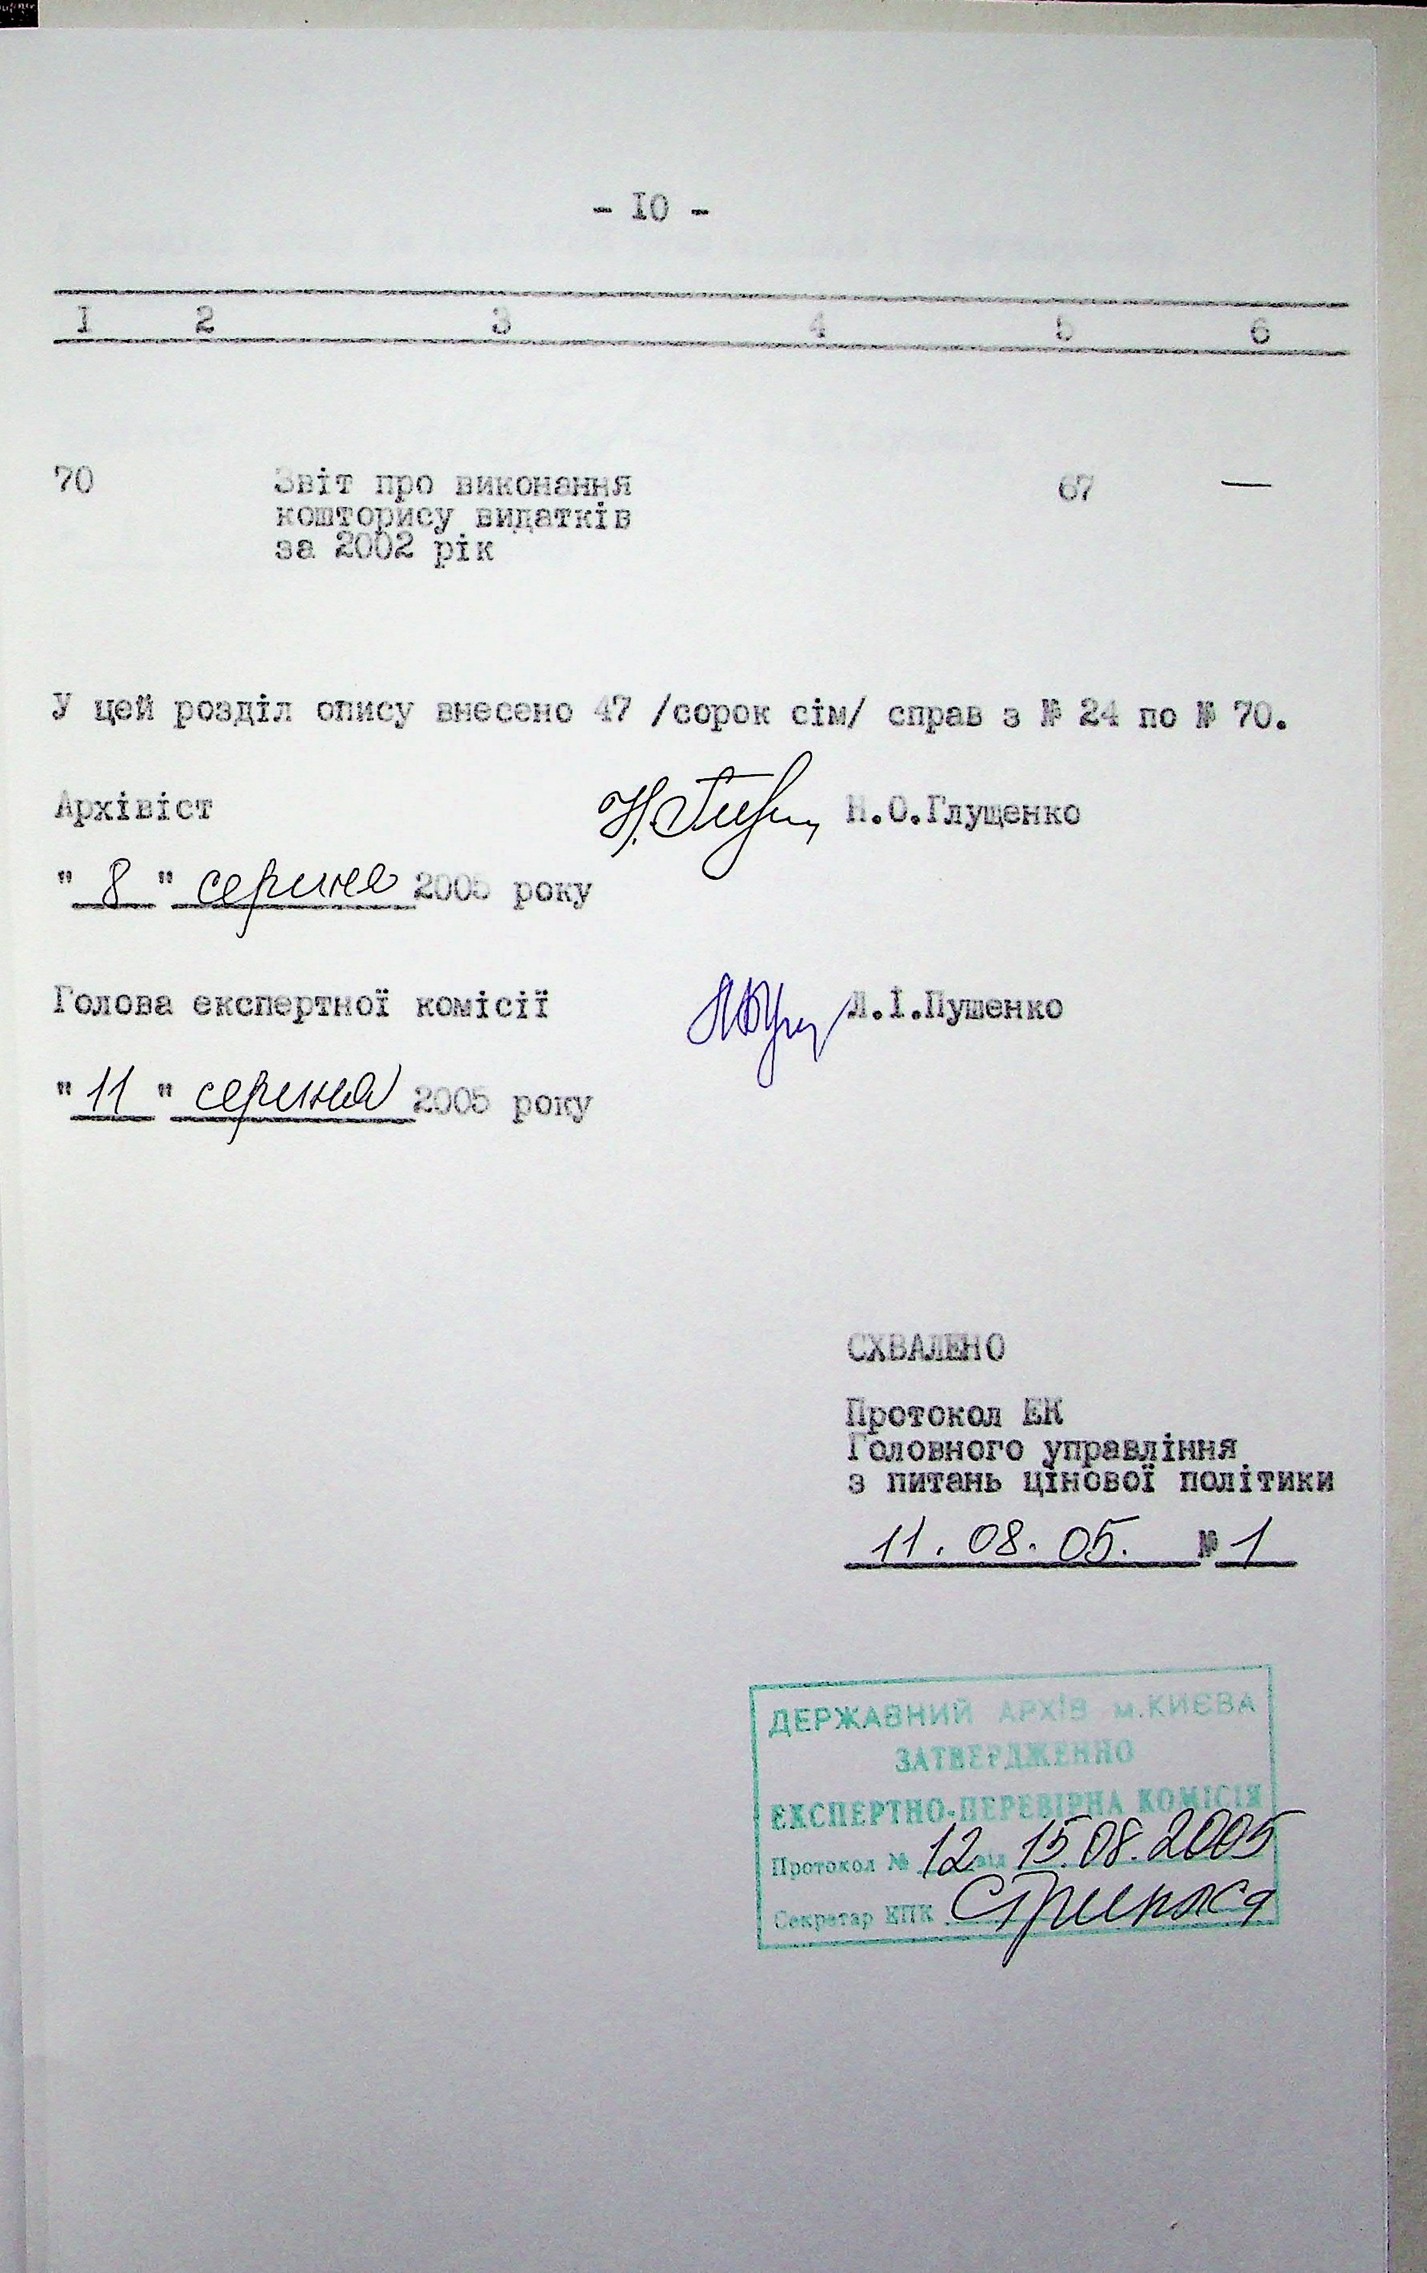 - I0 -
I 2 3 4 5 6
70 Звіт про виконання 67 —
кошторису видатків
за 2002 рік
У цей розділ опису внесено 47 /сорок сім/ справ з № 24 по № 70.
Архівіст Н.О.Глущенко
" 8 " серпня 2005 року
Голова експертної комісії Л.І.Пушенко
" 11 " серпня 2005 року
СХВАЛЕНО
Протокол ЕК
Головного управління
з питань цінової політики
11.08.05. № 1
ДЕРЖАВНИЙ АРХІВ м.КИЄВА
ЗАТВЕРДЖЕННО
ЕКСПЕРТНО-ПЕРЕВІРНА КОМІСІЯ
Протокол № 12 від 15.08.2005
Секретар ЕПК